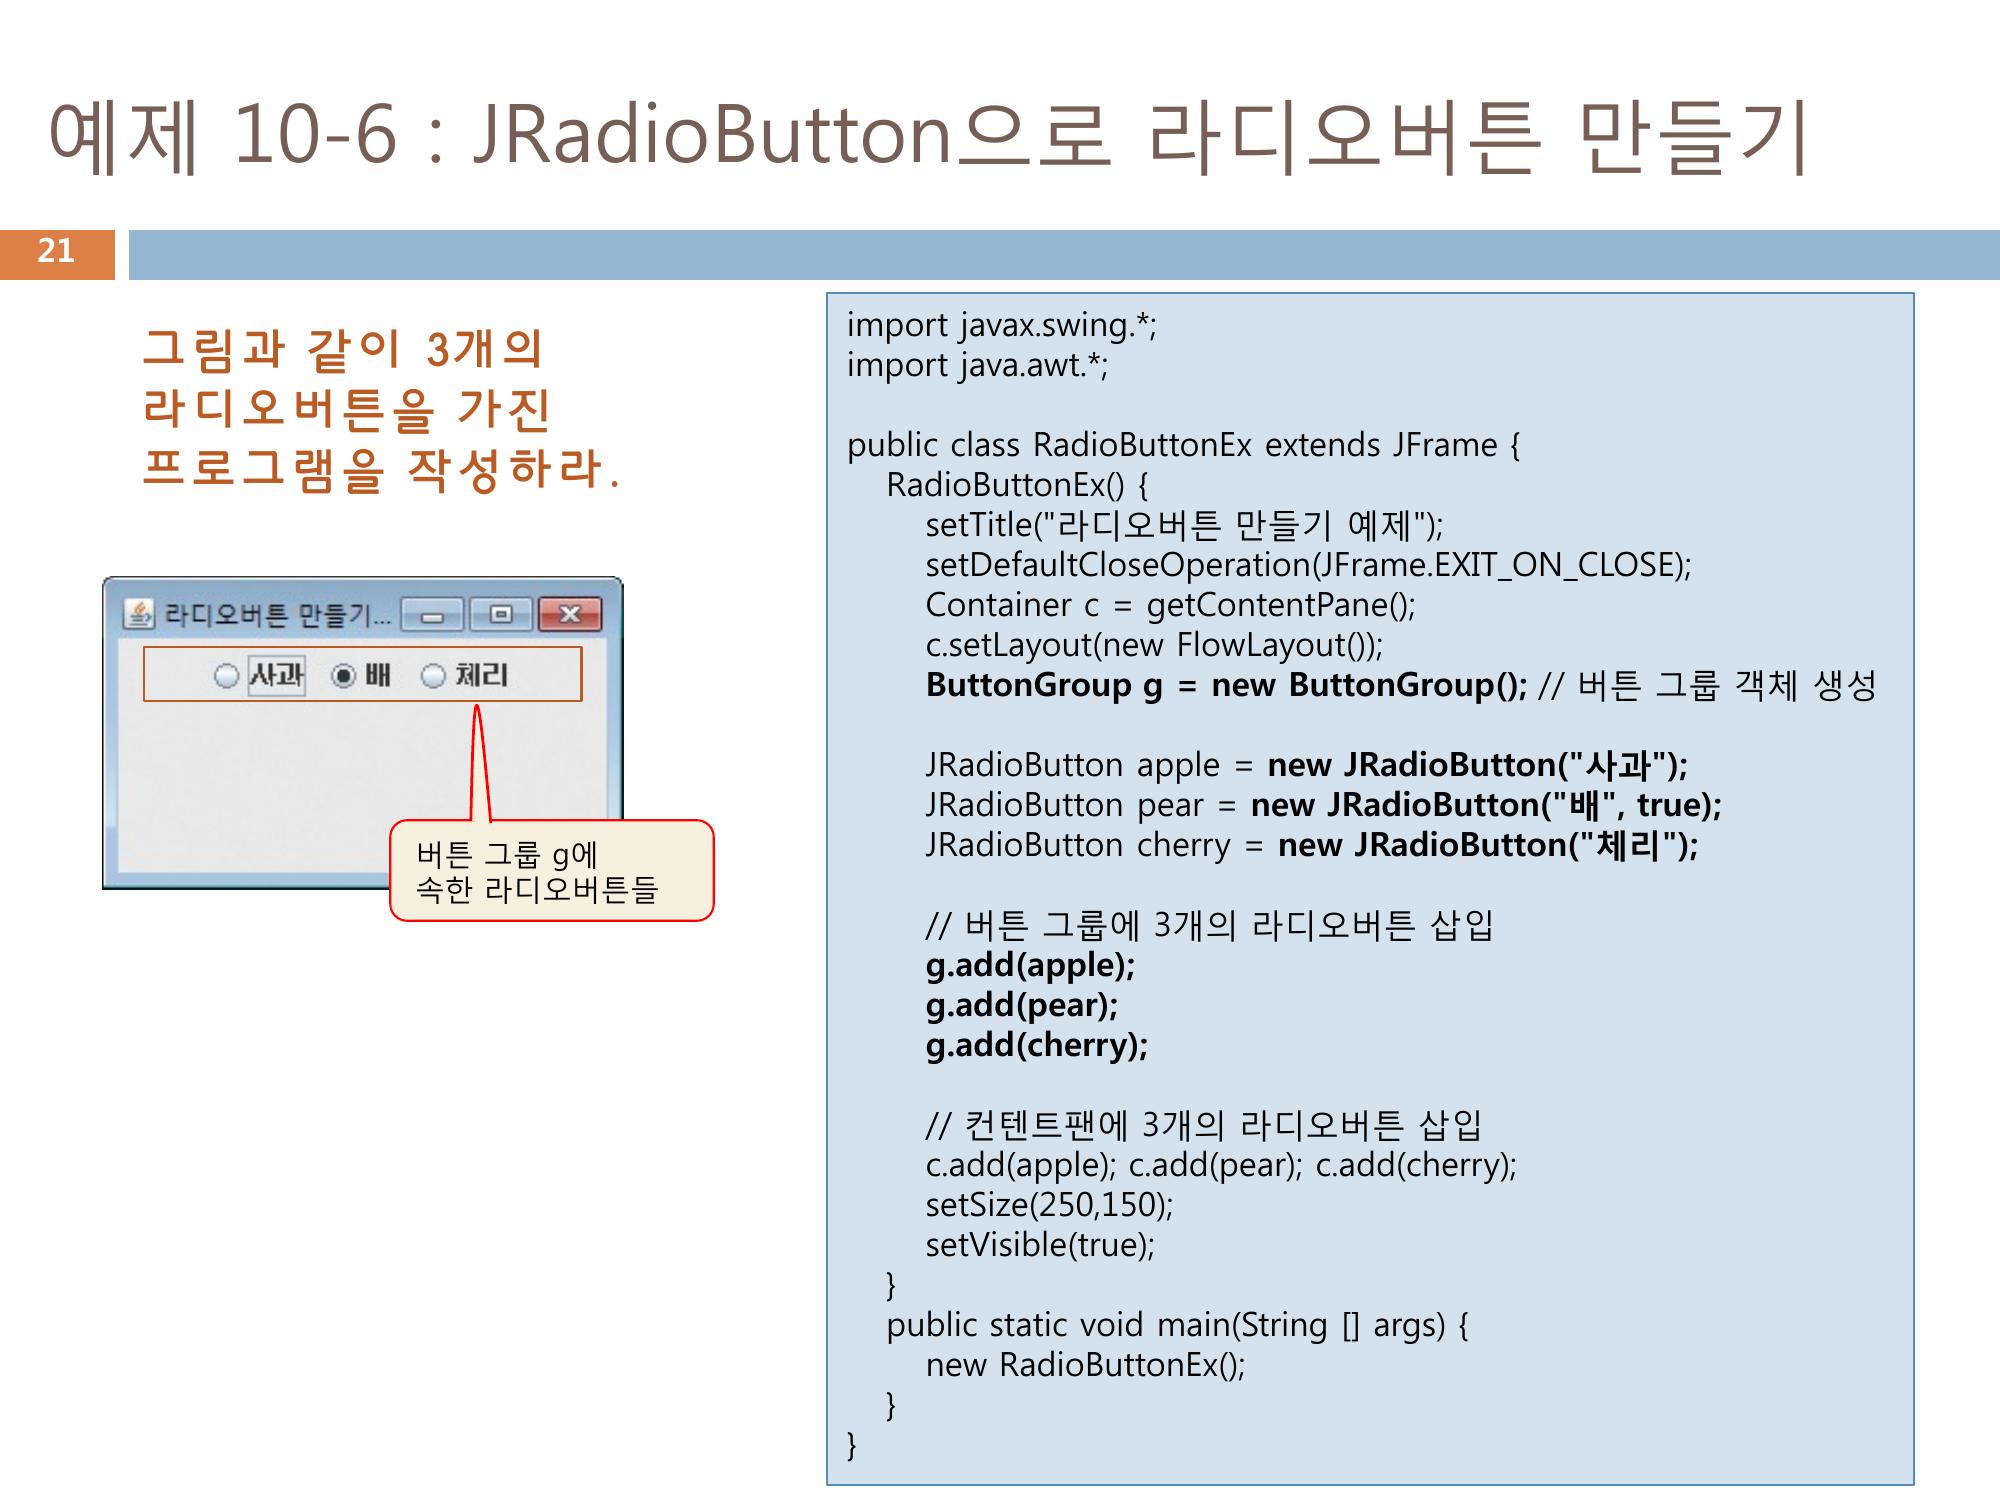 예제 10-6 : JRadioButton으로 라디오버튼 만들기
21
그림과 같이 3개의
라디오버튼을 가진
프로그램을 작성하라.
라디오버튼 만들기...
사과 배 체리
버튼 그룹 g에
속한 라디오버튼들
import javax.swing.*;
import java.awt.*;
public class RadioButtonEx extends JFrame {
RadioButtonEx() {
setTitle("라디오버튼 만들기 예제");
setDefaultCloseOperation(JFrame.EXIT_ON_CLOSE);
Container c = getContentPane();
c.setLayout(new FlowLayout());
ButtonGroup g = new ButtonGroup(); // 버튼 그룹 객체 생성
JRadioButton apple = new JRadioButton("사과");
JRadioButton pear = new JRadioButton("배", true);
JRadioButton cherry = new JRadioButton("체리");
// 버튼 그룹에 3개의 라디오버튼 삽입
g.add(apple);
g.add(pear);
g.add(cherry);
// 컨텐트팬에 3개의 라디오버튼 삽입
c.add(apple); c.add(pear); c.add(cherry);
setSize(250,150);
setVisible(true);
}
public static void main(String [] args) {
new RadioButtonEx();
}
}